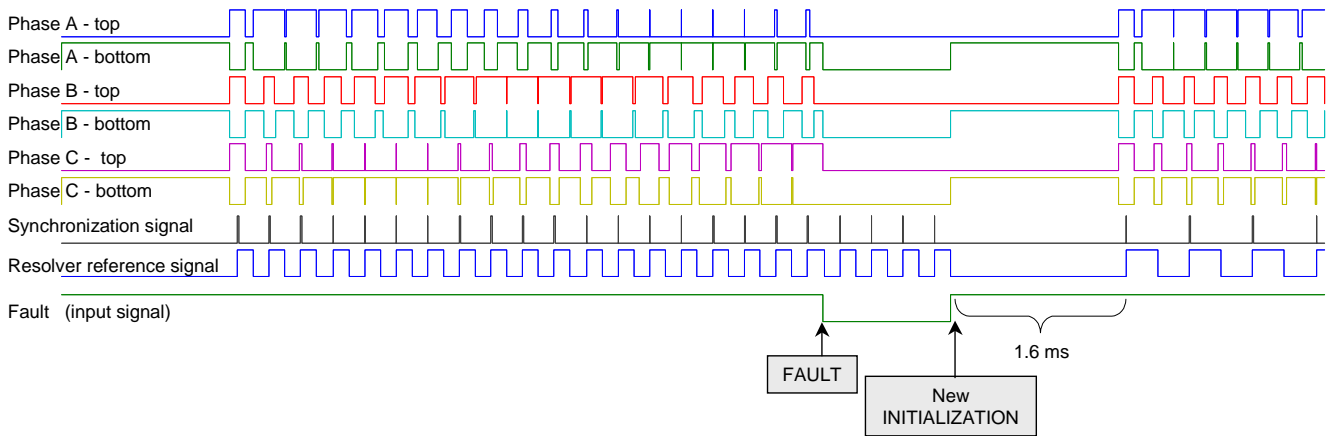 Phase A - top
Phase A - bottom
Phase B - top
Phase B - bottom
Phase C - top
Phase C - bottom
Synchronization signal
Resolver reference signal
Fault (input signal)
1.6 ms
FAULT
New
INITIALIZATION